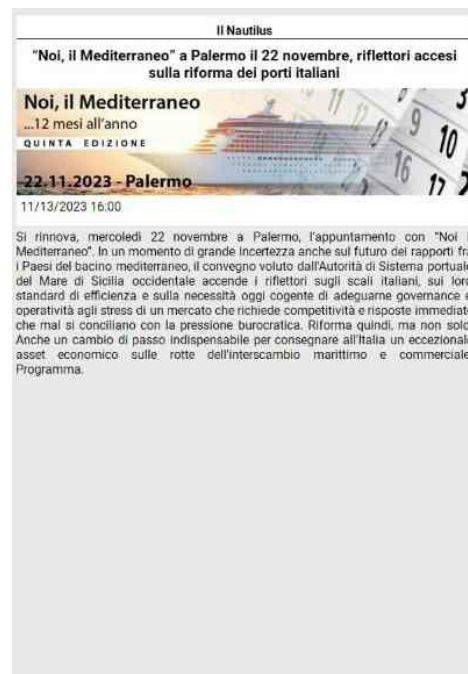 Il Nautilus
"Noi, il Mediterraneo" a Palermo il 22 novembre, riflettori accesi
sulla riforma dei porti italiani
Noi, il Mediterraneo
...12 mesi all'anno
QUINTA EDIZIONE
22.11.2023 - Palermo
3
11 12
9 10
16 17
11/13/2023 16:00
Si rinnova, mercoledì 22 novembre a Palermo, l'appuntamento con "Noi
Mediterraneo". In un momento di grande incertezza anche sul futuro dei rapporti fra
i Paesi del bacino mediterraneo, il convegno voluto dall'Autorità di Sistema portuale
del Mare di Sicilia occidentale accende i riflettori sugli scali italiani, sui loro
standard di efficienza e sulla necessità oggi cogente di adeguarne governance e
operatività agli stress di un mercato che richiede competitività e risposte immediate
che mal si conciliano con la pressione burocratica. Riforma quindi, ma non solo.
Anche un cambio di passo indispensabile per consegnare all'Italia un eccezionale
asset economico sulle rotte dell'interscambio marittimo e commerciale.
Programma.